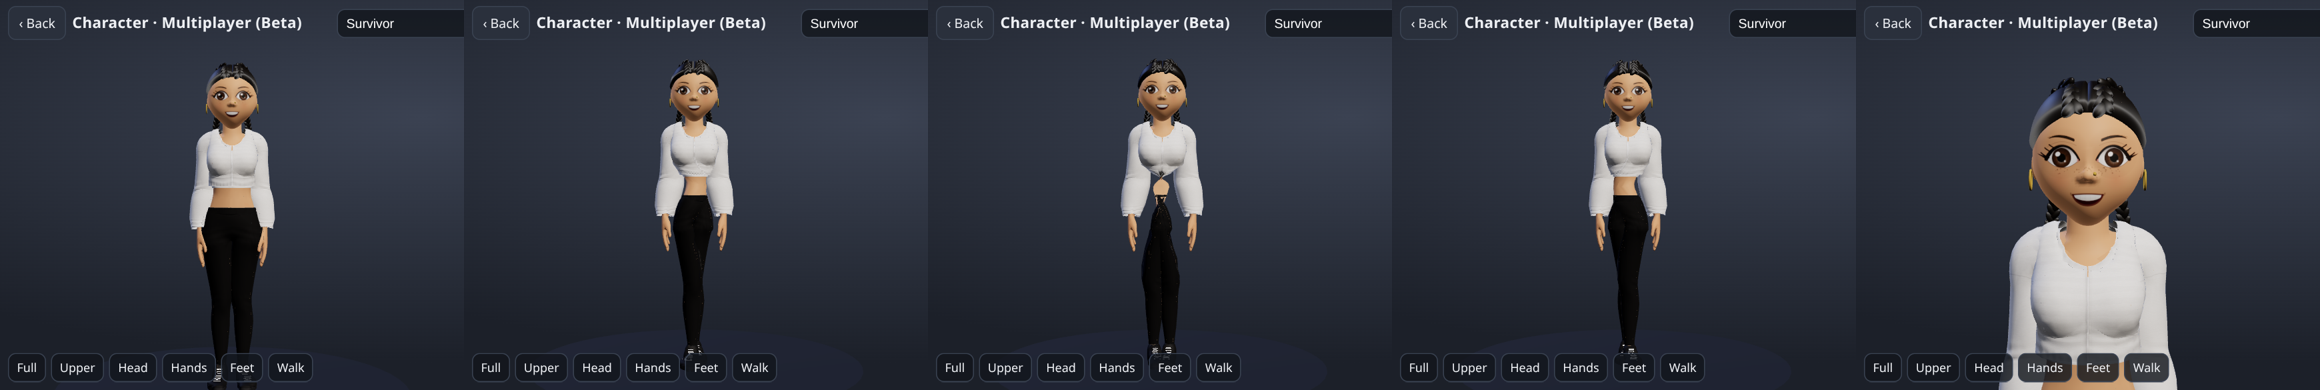 ‹ Back Character · Multiplayer (Beta) Survivor
Full Upper Head Hands Feet Walk
‹ Back Character · Multiplayer (Beta) Survivor
Full Upper Head Hands Feet Walk
‹ Back Character · Multiplayer (Beta) Survivor
Full Upper Head Hands Feet Walk
‹ Back Character · Multiplayer (Beta) Survivor
Full Upper Head Hands Feet Walk
‹ Back Character · Multiplayer (Beta) Survivor
Full Upper Head Hands Feet Walk